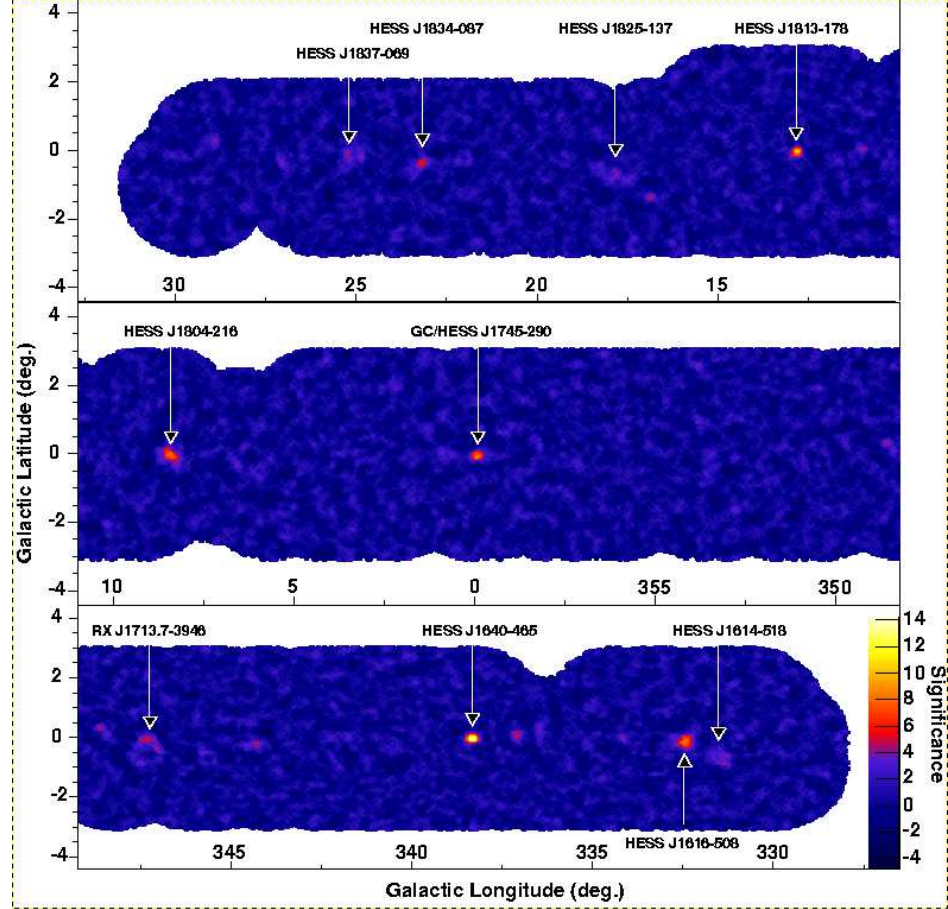 HESS J1834-087
HESS J1825-137
HESS J1813-178
HESS J1837-069
4
2
0
-2
-4
30
25
20
15
HESS J1804-216
GC/HESS J1745-290
4
2
0
-2
-4
10
5
0
355
350
Galactic Latitude (deg.)
RX J1713.7-3946
HESS J1640-465
HESS J1614-518
HESS J1616-508
4
2
0
-2
-4
345
340
335
330
14
12
10
8
6
4
2
0
-2
-4
Significance
Galactic Longitude (deg.)